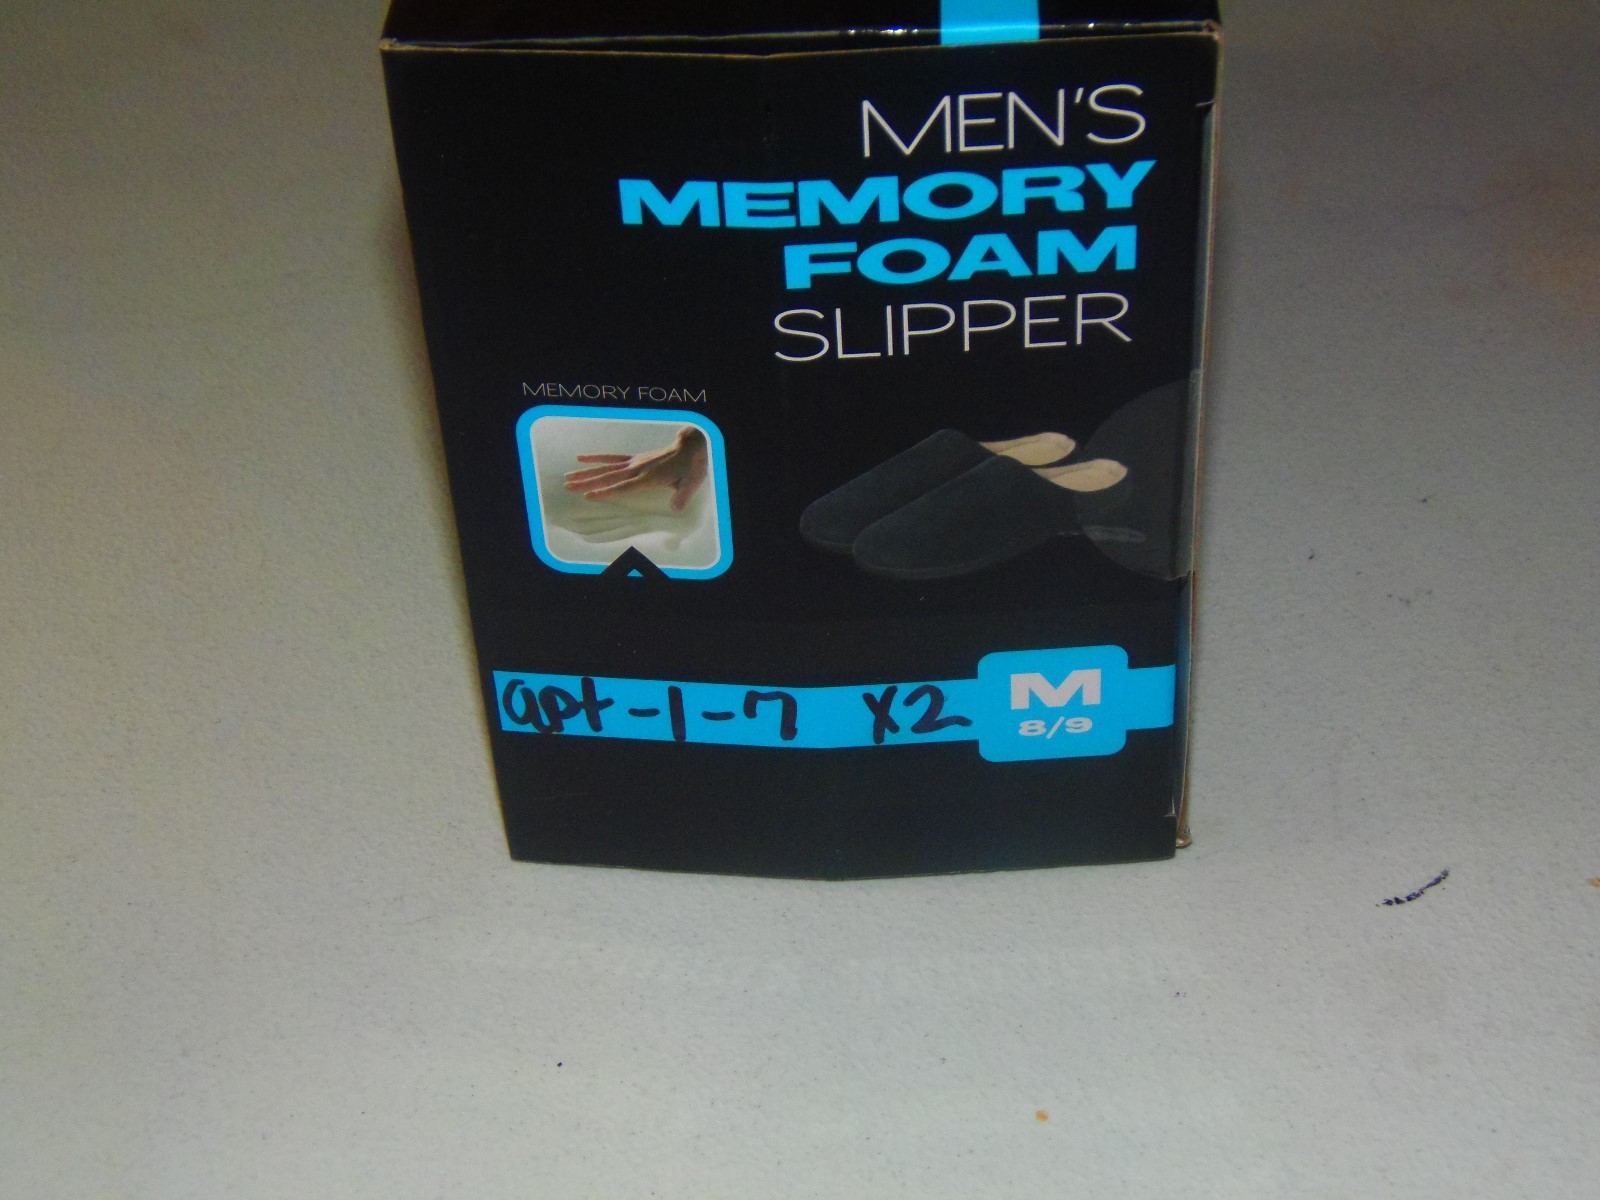 MEN'S
MEMORY
FOAM
SLIPPER
MEMORY FOAM
apt-1-7 X2
M
8/9